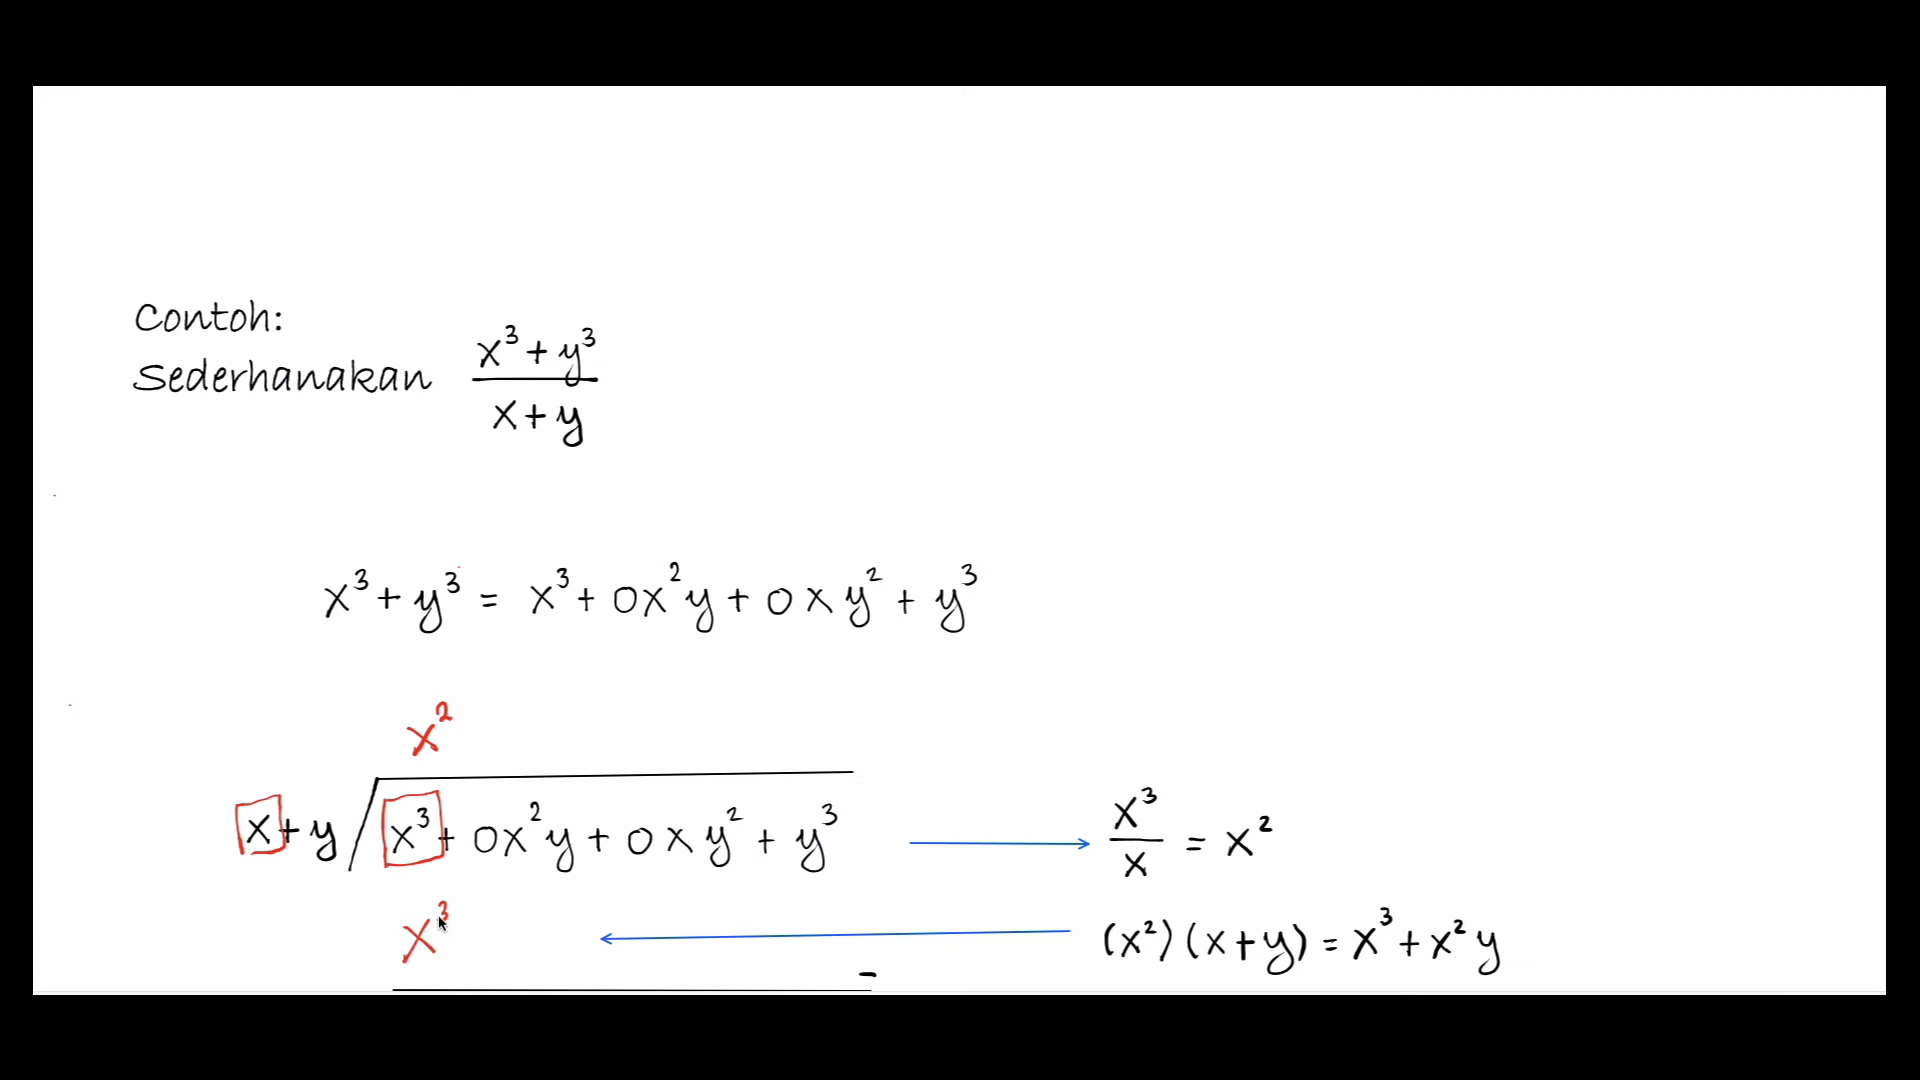 Contoh:
Sederhanakan (x³ + y³)/(x + y)
x³ + y³ = x³ + 0x²y + 0xy² + y³
x²
x + y √ x³ + 0x²y + 0xy² + y³ → x³/x = x²
x³ ← (x²)(x + y) = x³ + x²y
-